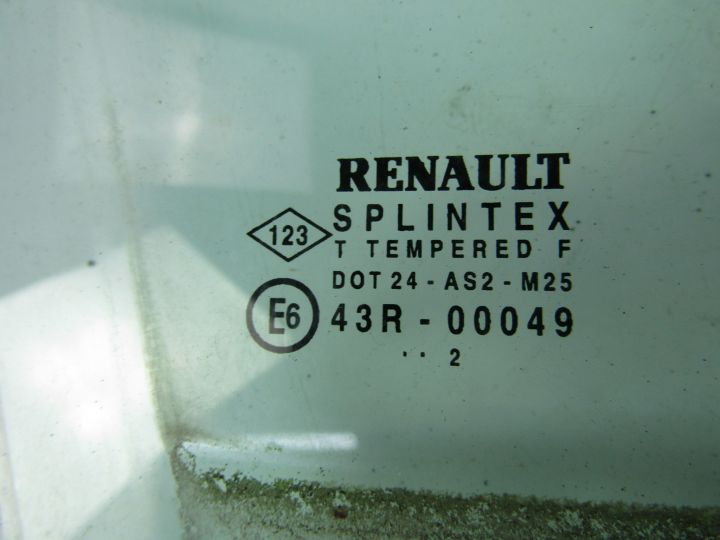 RENAULT
123 SPLINTEX
T TEMPERED F
DOT 24 - AS2 - M25
E6 43R - 00049
·· 2